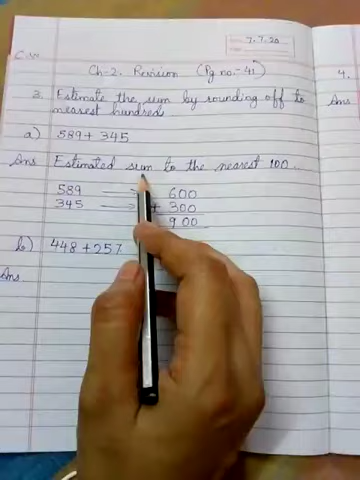 7.7.20
C.W
Ch-2. Revision (Pg no.- 41)
4.
3. Estimate the sum by rounding off to
nearest hundred
Ans
a) 589 + 345
Ans Estimated sum to the nearest 100.
589 → 600
345 → + 300
900
b) 448 + 257
Ans